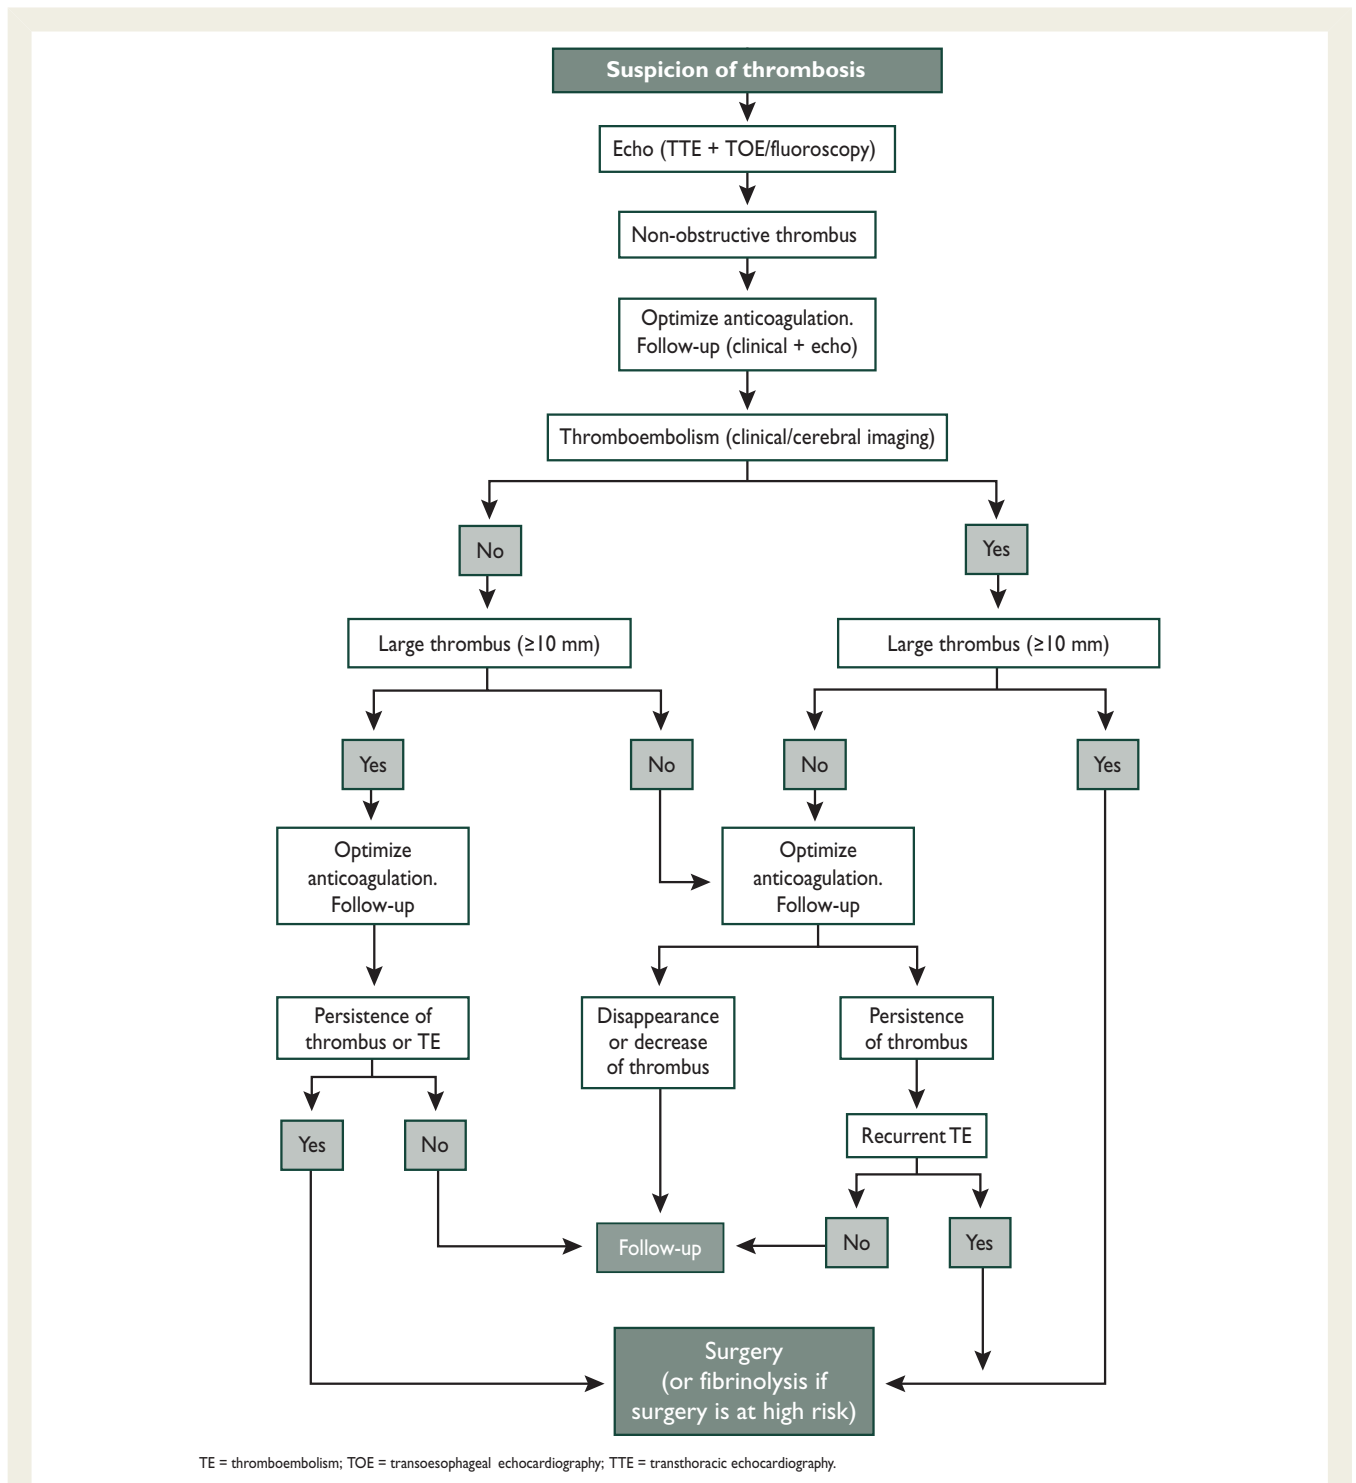 Suspicion of thrombosis
Echo (TTE + TOE/fluoroscopy)
Non-obstructive thrombus
Optimize anticoagulation.
Follow-up (clinical + echo)
Thromboembolism (clinical/cerebral imaging)
No
Yes
Large thrombus (≥10 mm)
Large thrombus (≥10 mm)
Yes
No
No
Yes
Optimize
anticoagulation.
Follow-up
Optimize
anticoagulation.
Follow-up
Persistence of
thrombus or TE
Disappearance
or decrease
of thrombus
Persistence
of thrombus
Recurrent TE
Yes
No
No
Yes
Follow-up
Surgery
(or fibrinolysis if
surgery is at high risk)
TE = thromboembolism; TOE = transoesophageal echocardiography; TTE = transthoracic echocardiography.